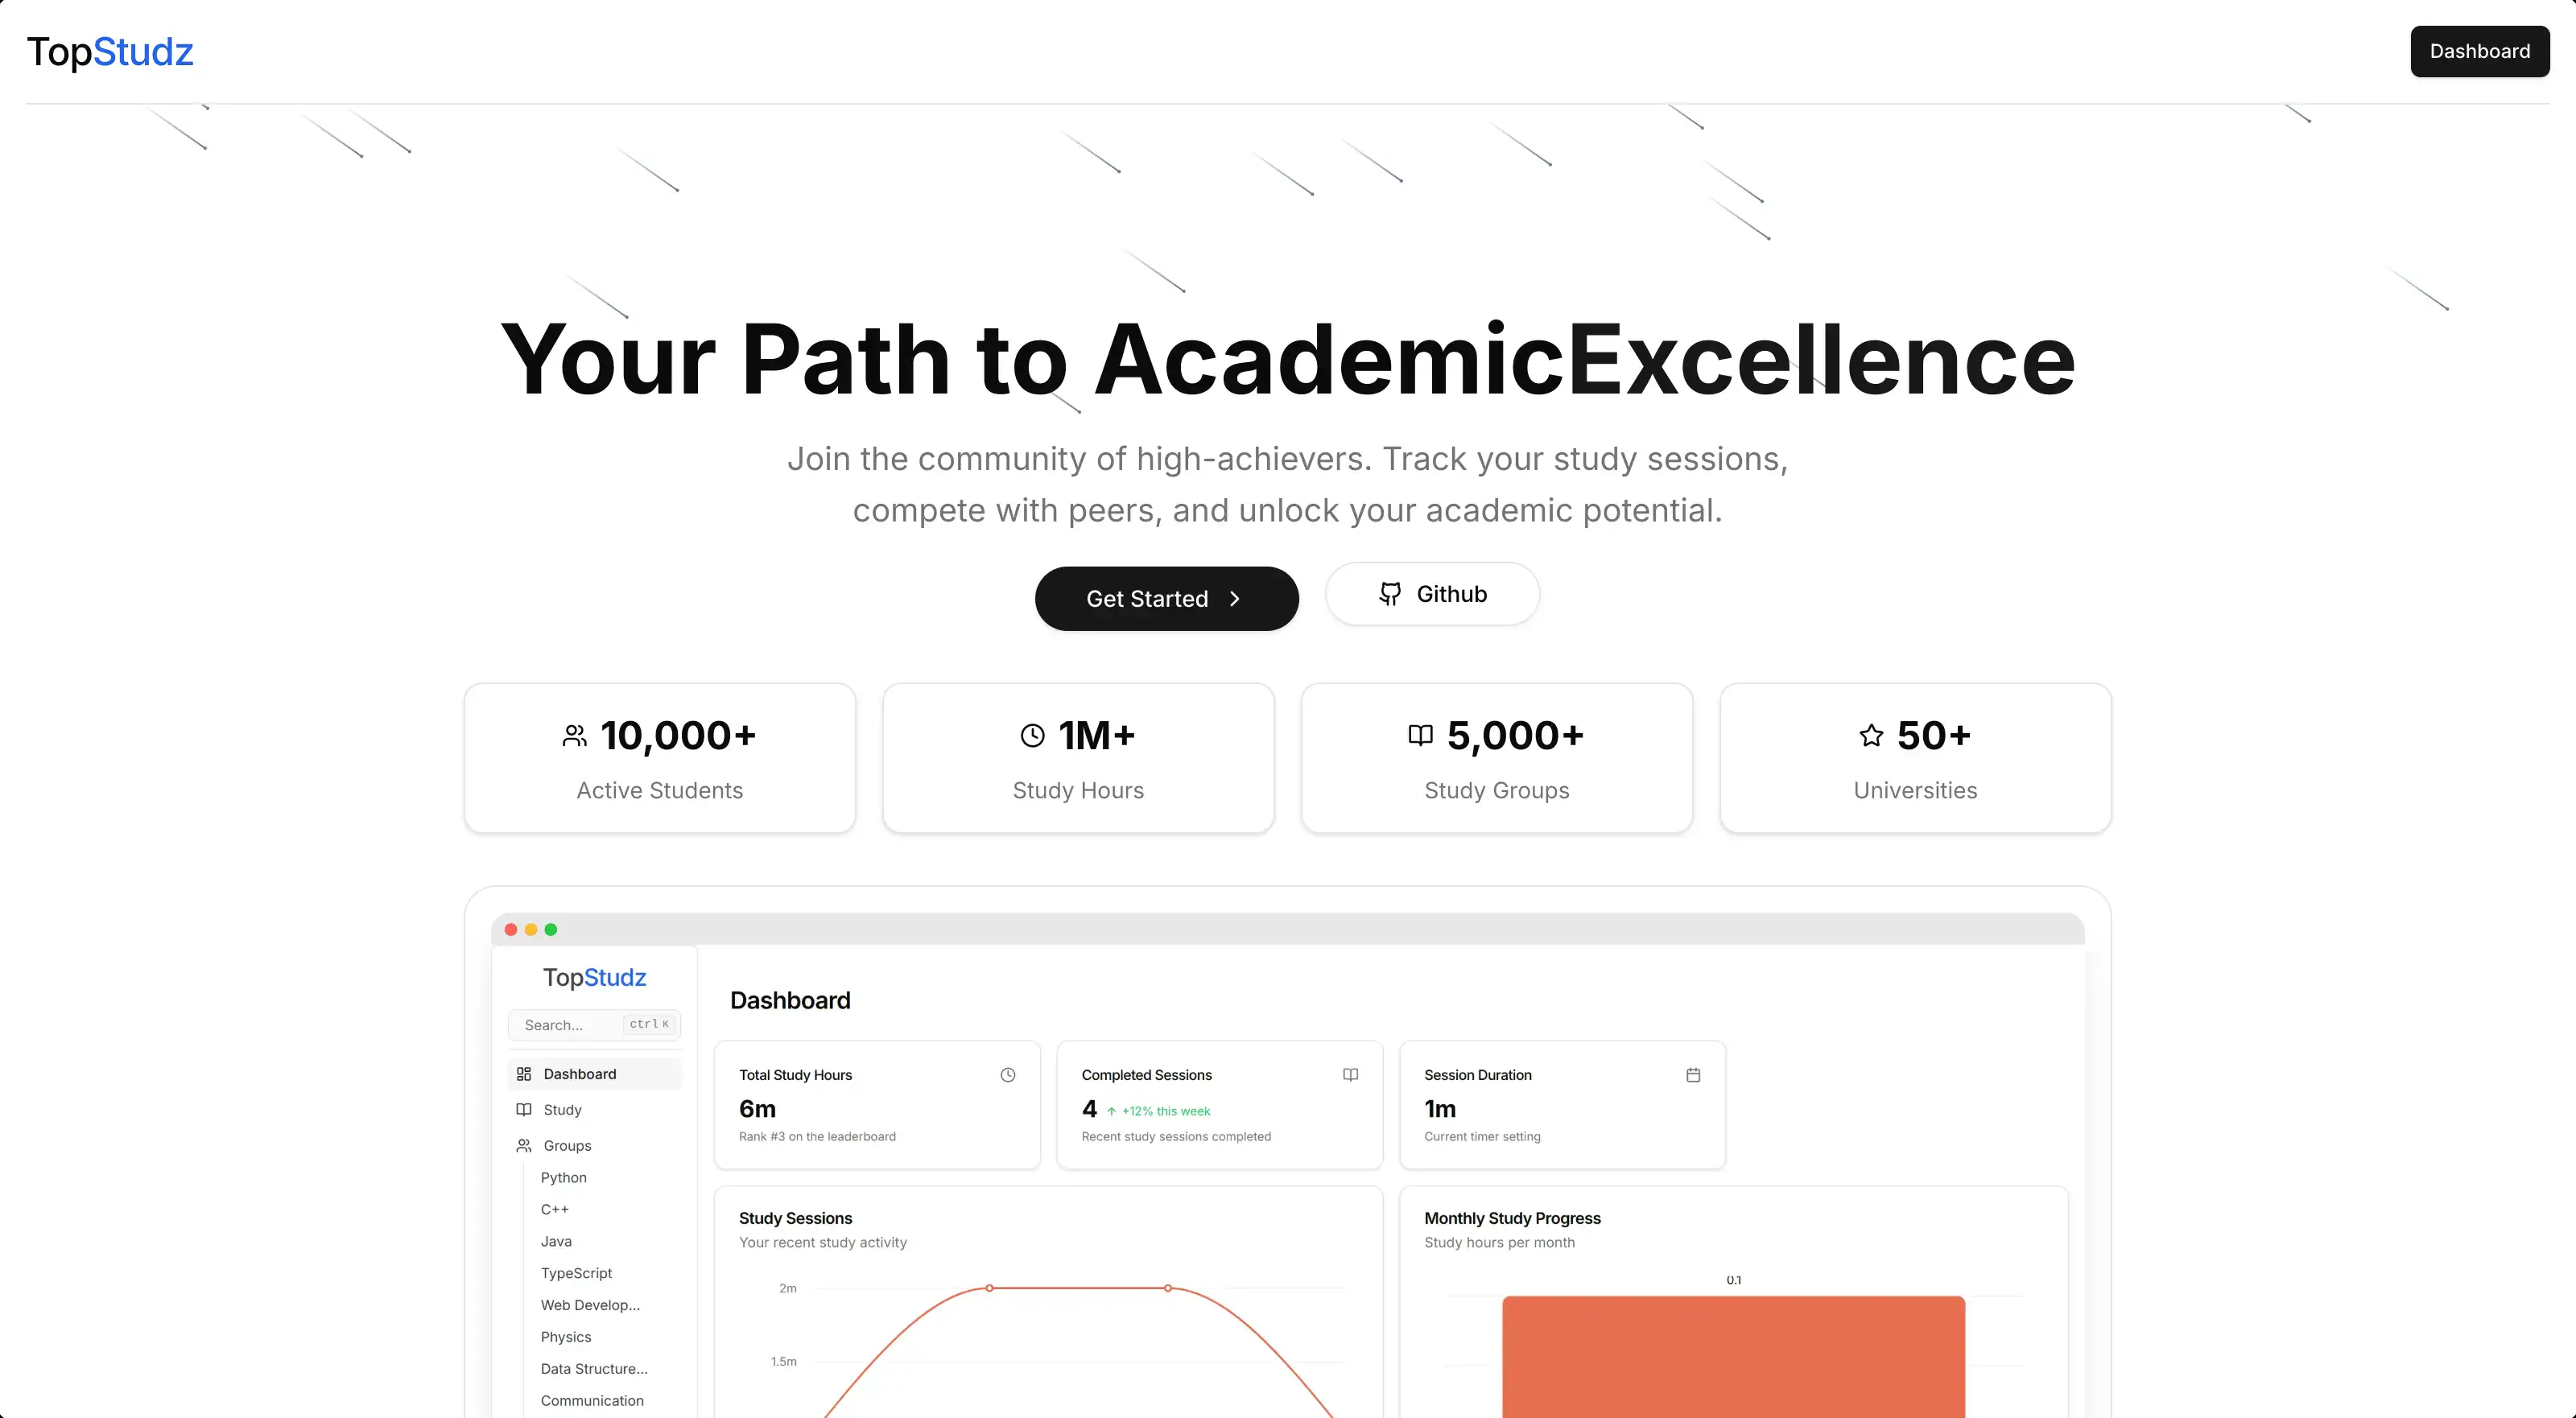 TopStudz
Dashboard
Your Path to AcademicExcellence
Join the community of high-achievers. Track your study sessions,
compete with peers, and unlock your academic potential.
Get Started
Github
10,000+
Active Students
1M+
Study Hours
5,000+
Study Groups
50+
Universities
TopStudz
Search...
ctrl K
Dashboard
Study
Groups
Python
C++
Java
TypeScript
Web Develop...
Physics
Data Structure...
Communication
Dashboard
Total Study Hours
6m
Rank #3 on the leaderboard
Completed Sessions
4 +12% this week
Recent study sessions completed
Session Duration
1m
Current timer setting
Study Sessions
Your recent study activity
2m
1.5m
Monthly Study Progress
Study hours per month
0.1